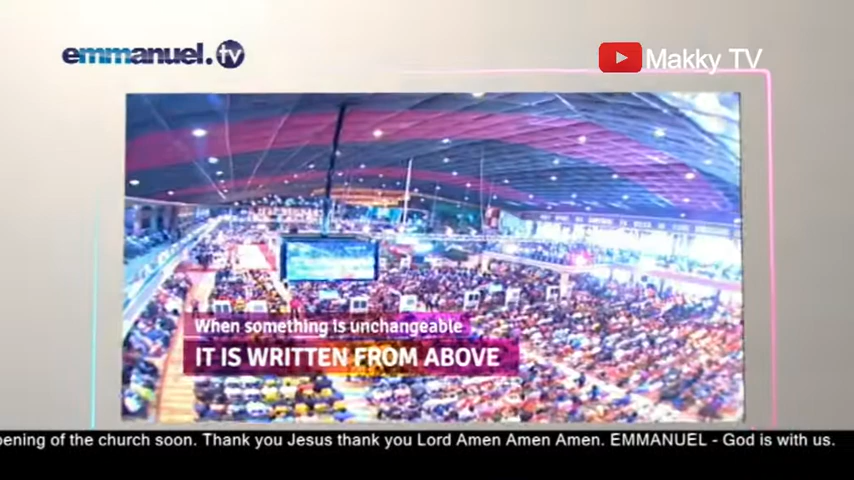 emmanuel.tv
Makky TV
When something is unchangeable
IT IS WRITTEN FROM ABOVE
pening of the church soon. Thank you Jesus thank you Lord Amen Amen Amen. EMMANUEL - God is with us.